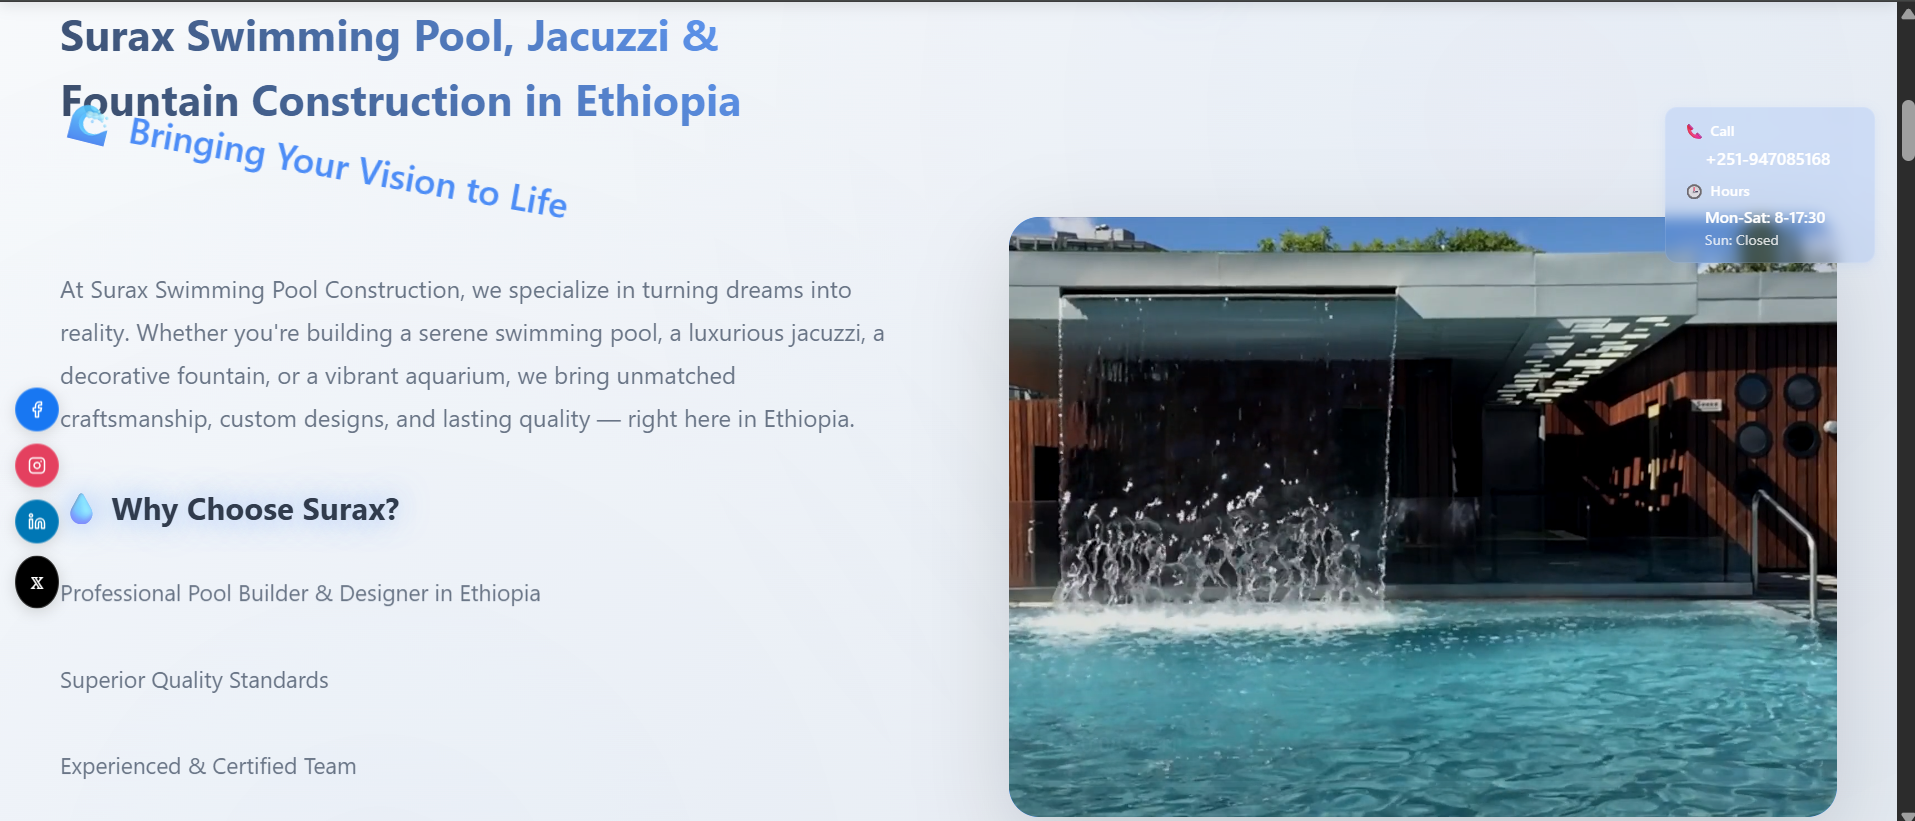 Surax Swimming Pool, Jacuzzi &
Fountain Construction in Ethiopia
Bringing Your Vision to Life
At Surax Swimming Pool Construction, we specialize in turning dreams into
reality. Whether you're building a serene swimming pool, a luxurious jacuzzi, a
decorative fountain, or a vibrant aquarium, we bring unmatched
craftsmanship, custom designs, and lasting quality — right here in Ethiopia.
Why Choose Surax?
Professional Pool Builder & Designer in Ethiopia
Superior Quality Standards
Experienced & Certified Team
Call
+251-947085168
Hours
Mon-Sat: 8-17:30
Sun: Closed
f
in
X